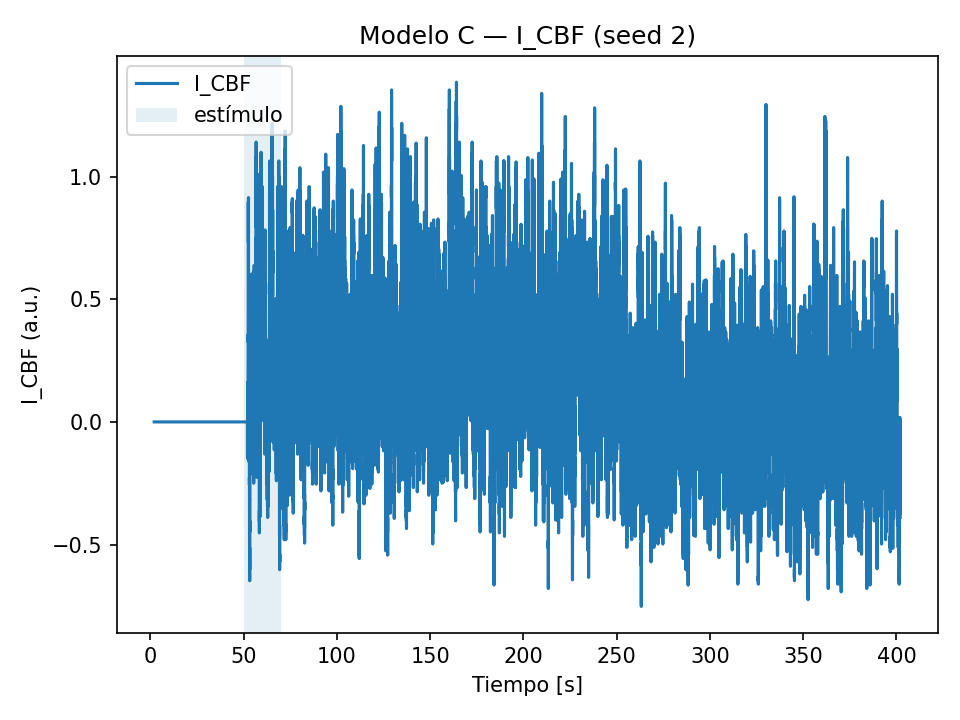 Modelo C — I_CBF (seed 2)
I_CBF
estímulo
1.0
0.5
0.0
−0.5
I_CBF (a.u.)
0 50 100 150 200 250 300 350 400
Tiempo [s]